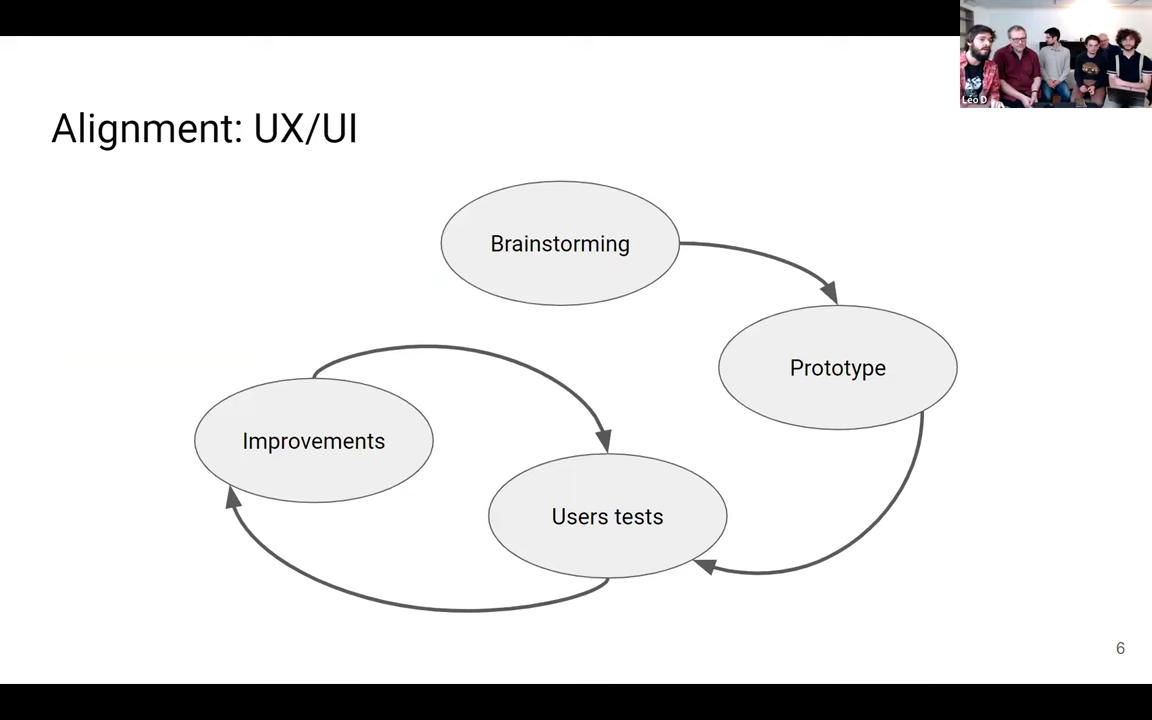 Léo D
Alignment: UX/UI
Brainstorming
Prototype
Improvements
Users tests
6